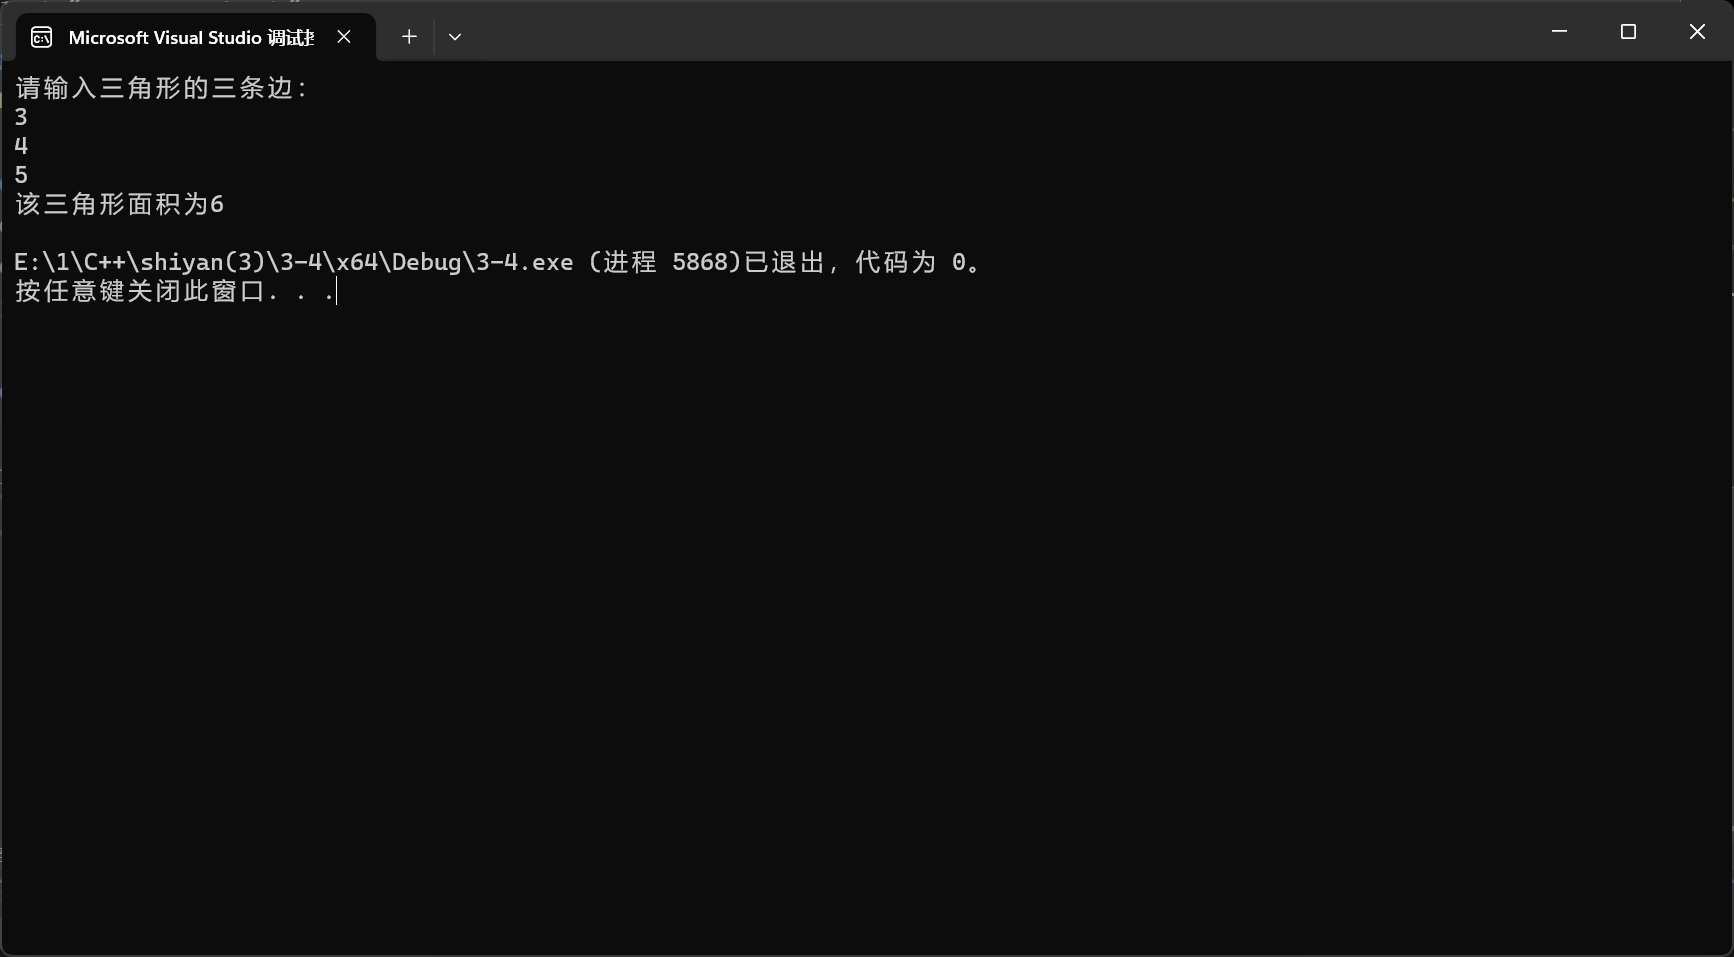 Microsoft Visual Studio 调试
请输入三角形的三条边：
3
4
5
该三角形面积为6
E:\1\C++\shiyan(3)\3-4\x64\Debug\3-4.exe (进程 5868)已退出，代码为 0。
按任意键关闭此窇口. . .